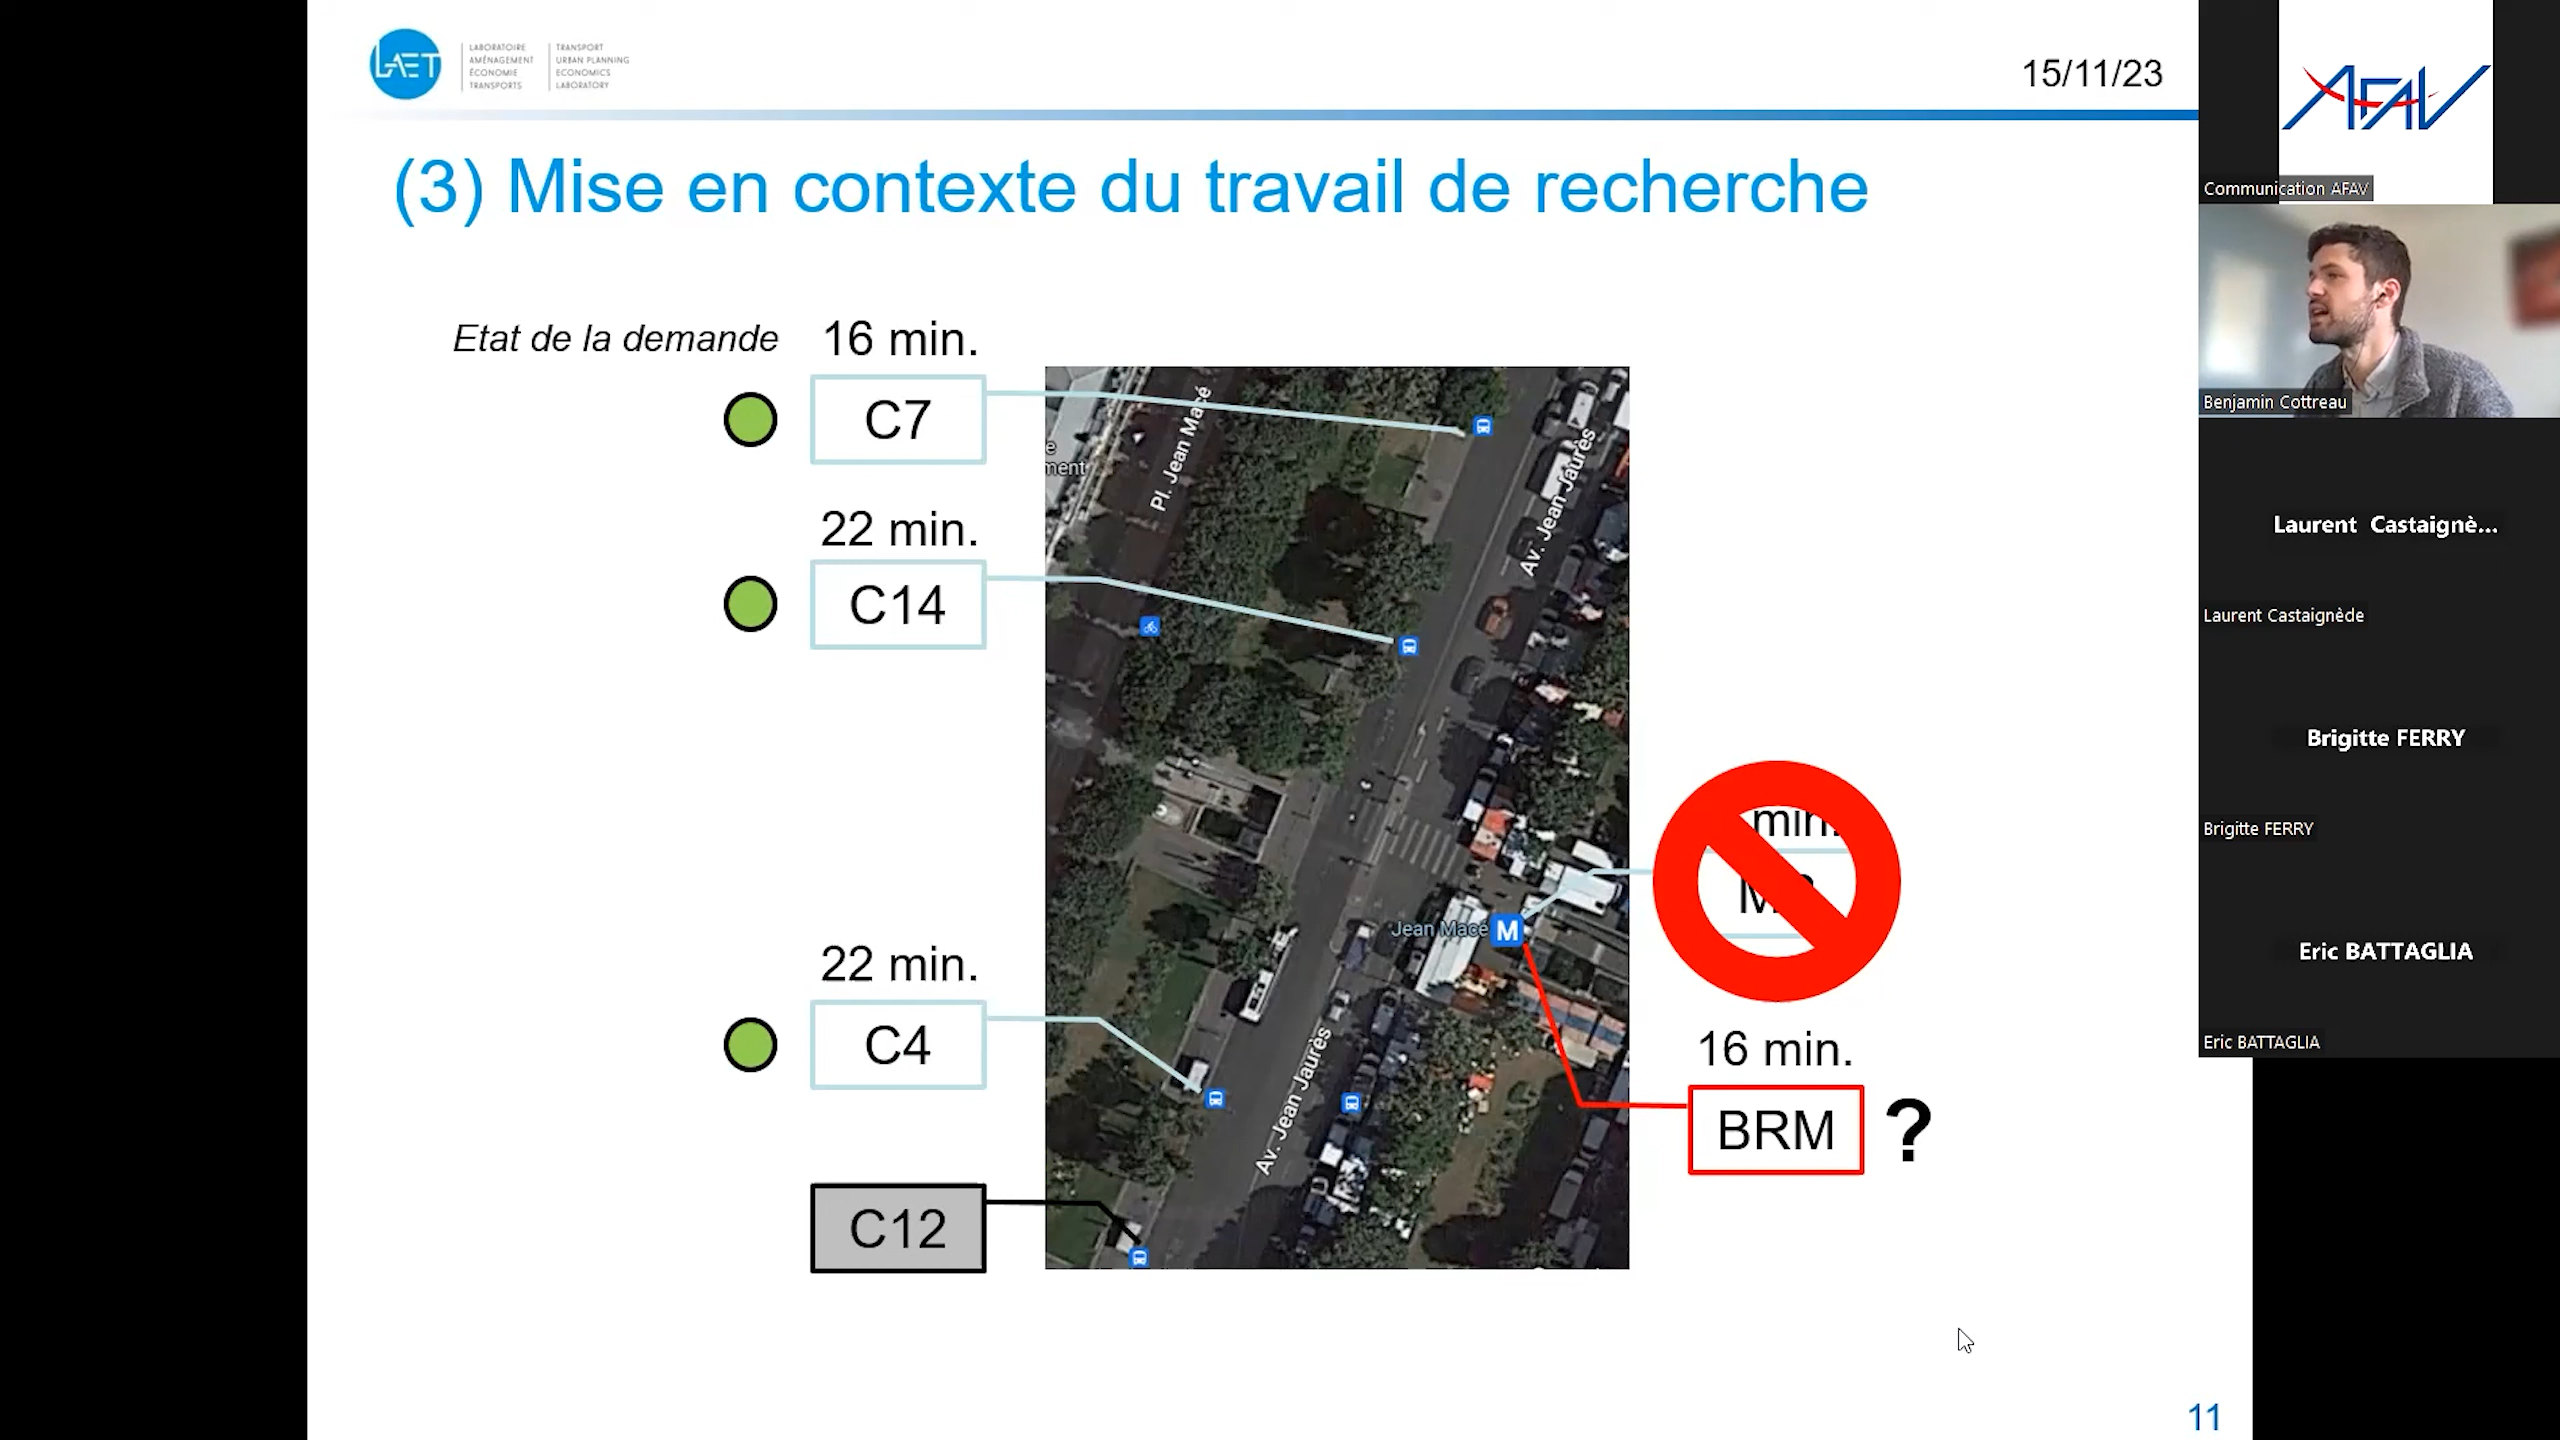 LAET
LABORATOIRE
AMÉNAGEMENT
ÉCONOMIE
TRANSPORTS
TRANSPORT
URBAN PLANNING
ECONOMICS
LABORATORY
15/11/23
(3) Mise en contexte du travail de recherche
Etat de la demande
16 min.
C7
22 min.
C14
22 min.
C4
C12
Pl. Jean Macé
Av. Jean Jaurès
Jean Macé
M
Av. Jean Jaurès
min.
16 min.
BRM ?
11
AFAV
Communication AFAV
Benjamin Cottreau
Laurent Castaignè...
Laurent Castaignède
Brigitte FERRY
Brigitte FERRY
Eric BATTAGLIA
Eric BATTAGLIA